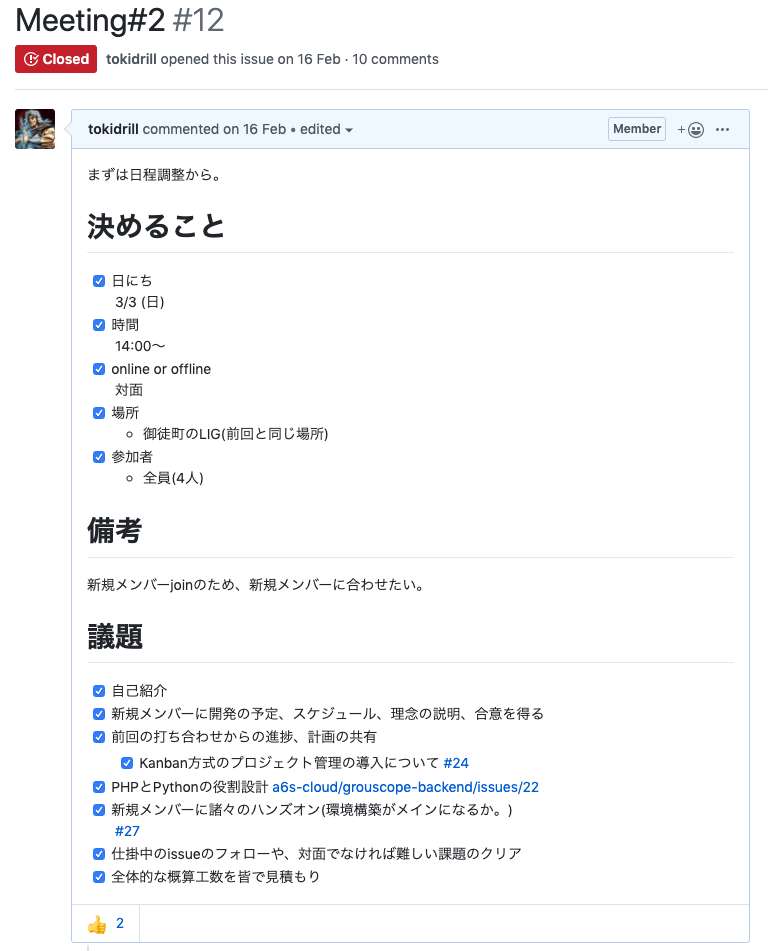 Meeting#2 #12
Closed tokidrill opened this issue on 16 Feb · 10 comments
tokidrill commented on 16 Feb • edited Member
まずは日程調整から。
決めること
日にち
3/3 (日)
時間
14:00〜
online or offline
対面
場所
御徒町のLIG(前回と同じ場所)
参加者
全員(4人)
備考
新規メンバーjoinのため、新規メンバーに合わせたい。
議題
自己紹介
新規メンバーに開発の予定、スケジュール、理念の説明、合意を得る
前回の打ち合わせからの進捗、計画の共有
Kanban方式のプロジェクト管理の導入について #24
PHPとPythonの役割設計 a6s-cloud/grouscope-backend/issues/22
新規メンバーに諸々のハンズオン(環境構築がメインになるか。)
#27
仕掛中のissueのフォローや、対面でなければ難しい課題のクリア
全体的な概算工数を皆で見積もり
2